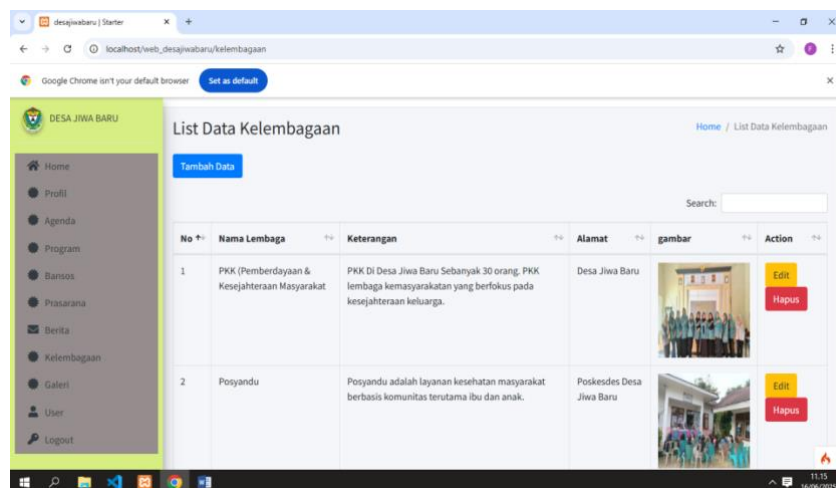 desajiwabaru | Starter
localhost/web_desajiwabaru/kelembagaan
Google Chrome isn't your default browser Set as default
DESA JIWA BARU
Home
Profil
Agenda
Program
Bansos
Prasarana
Berita
Kelembagaan
Galeri
User
Logout
List Data Kelembagaan
Home / List Data Kelembagaan
Tambah Data
Search:
No Nama Lembaga Keterangan Alamat gambar Action
1 PKK (Pemberdayaan & PKK Di Desa Jiwa Baru Sebanyak 30 orang. PKK Desa Jiwa Baru Edit
Kesejahteraan Masyarakat lembaga kemasyarakatan yang berfokus pada Hapus
kesejahteraan keluarga.
2 Posyandu Posyandu adalah layanan kesehatan masyarakat Poskesdes Desa Edit
berbasis komunitas terutama ibu dan anak. Jiwa Baru Hapus
11.15
16/06/2025